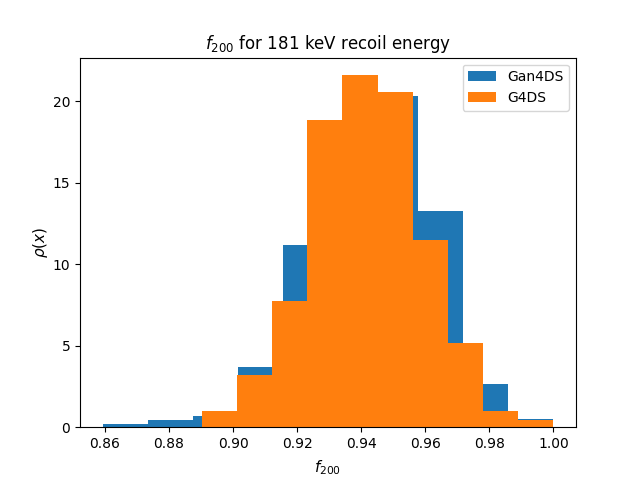 f₂₀₀ for 181 keV recoil energy
Gan4DS
G4DS
20
15
10
5
0
ρ(x)
0.86 0.88 0.90 0.92 0.94 0.96 0.98 1.00
f₂₀₀